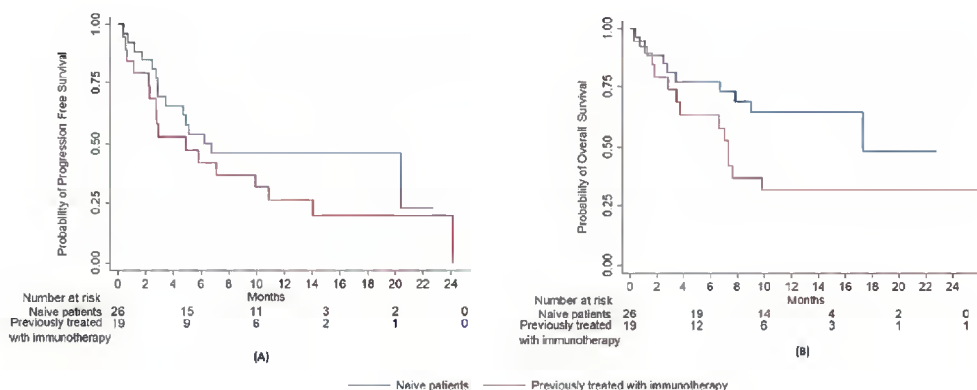 Probability of Progression Free Survival
1.00
0.75
0.50
0.25
0.00
0 2 4 6 8 10 12 14 16 18 20 22 24
Months
Number at risk
Naive patients 26 15 11 3 2 0
Previously treated 19 9 6 2 1 0
with immunotherapy
(A)
Probability of Overall Survival
1.00
0.75
0.50
0.25
0.00
0 2 4 6 8 10 12 14 16 18 20 22 24
Months
Number at risk
Naive patients 26 19 14 4 2 0
Previously treated 19 12 6 3 1 1
with immunotherapy
(B)
Naive patients Previously treated with immunotherapy